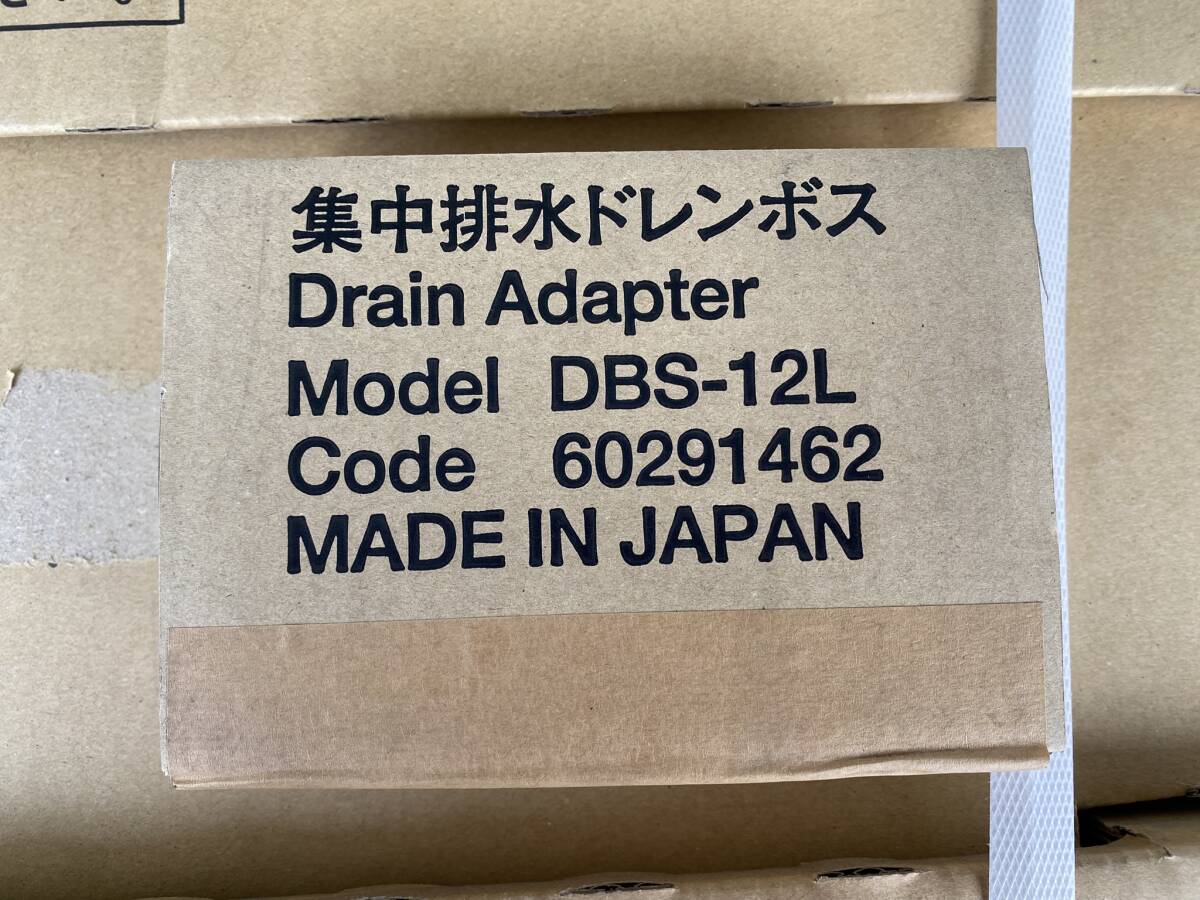 集中排水ドレンボス
Drain Adapter
Model DBS-12L
Code 60291462
MADE IN JAPAN